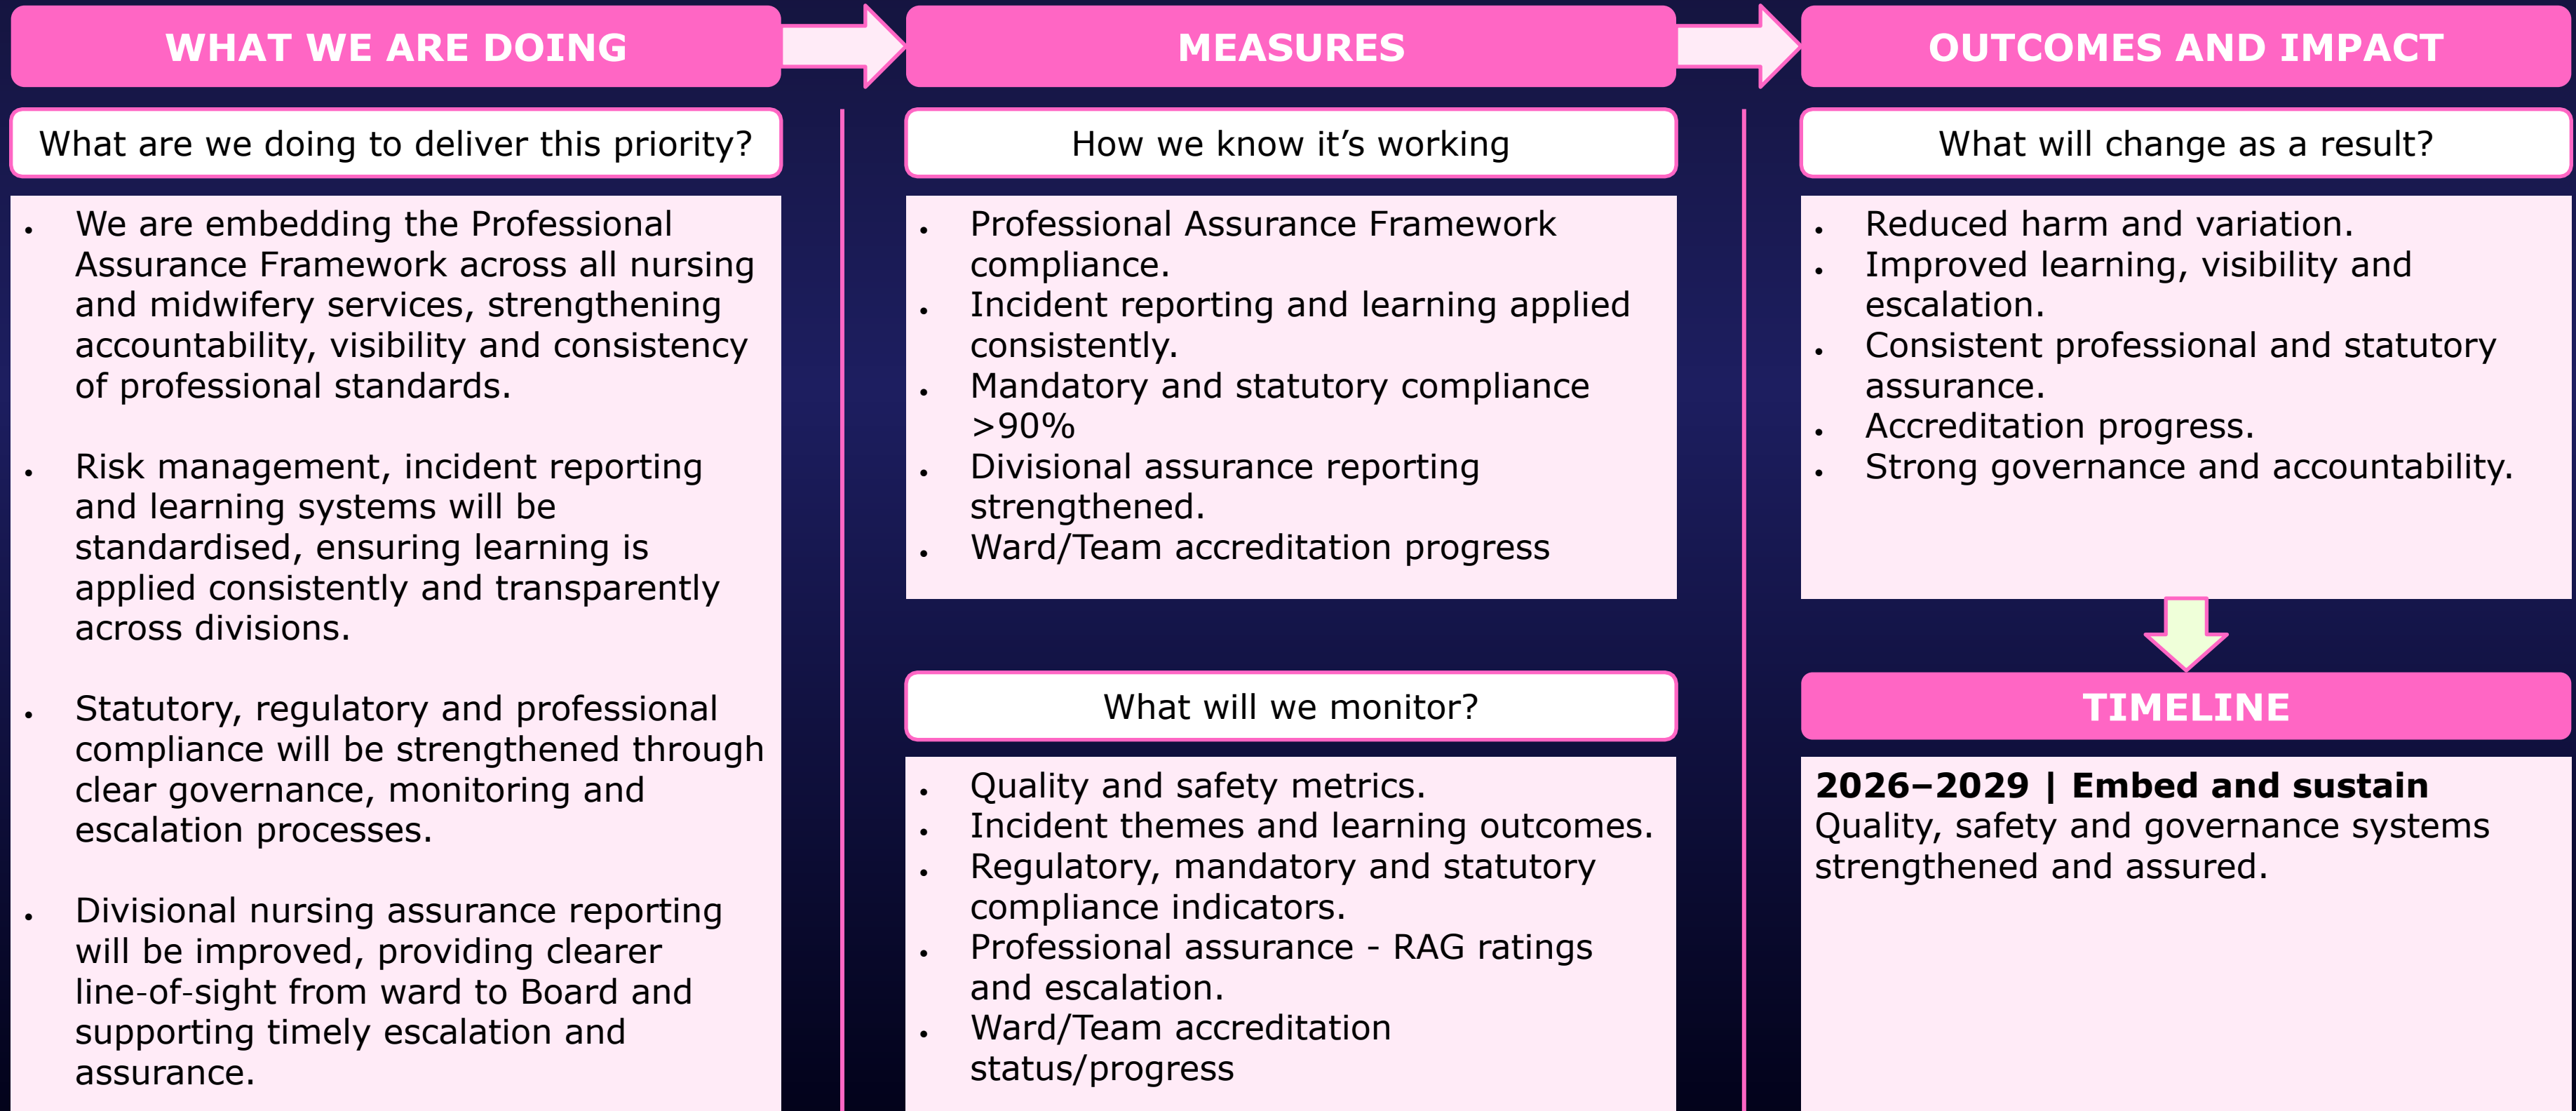 WHAT WE ARE DOING
What are we doing to deliver this priority?
• We are embedding the Professional
Assurance Framework across all nursing
and midwifery services, strengthening
accountability, visibility and consistency
of professional standards.
• Risk management, incident reporting
and learning systems will be
standardised, ensuring learning is
applied consistently and transparently
across divisions.
• Statutory, regulatory and professional
compliance will be strengthened through
clear governance, monitoring and
escalation processes.
• Divisional nursing assurance reporting
will be improved, providing clearer
line-of-sight from ward to Board and
supporting timely escalation and
assurance.
MEASURES
How we know it’s working
• Professional Assurance Framework
compliance.
• Incident reporting and learning applied
consistently.
• Mandatory and statutory compliance
>90%
• Divisional assurance reporting
strengthened.
• Ward/Team accreditation progress
What will we monitor?
• Quality and safety metrics.
• Incident themes and learning outcomes.
• Regulatory, mandatory and statutory
compliance indicators.
• Professional assurance - RAG ratings
and escalation.
• Ward/Team accreditation
status/progress
OUTCOMES AND IMPACT
What will change as a result?
• Reduced harm and variation.
• Improved learning, visibility and
escalation.
• Consistent professional and statutory
assurance.
• Accreditation progress.
• Strong governance and accountability.
TIMELINE
2026–2029 | Embed and sustain
Quality, safety and governance systems
strengthened and assured.